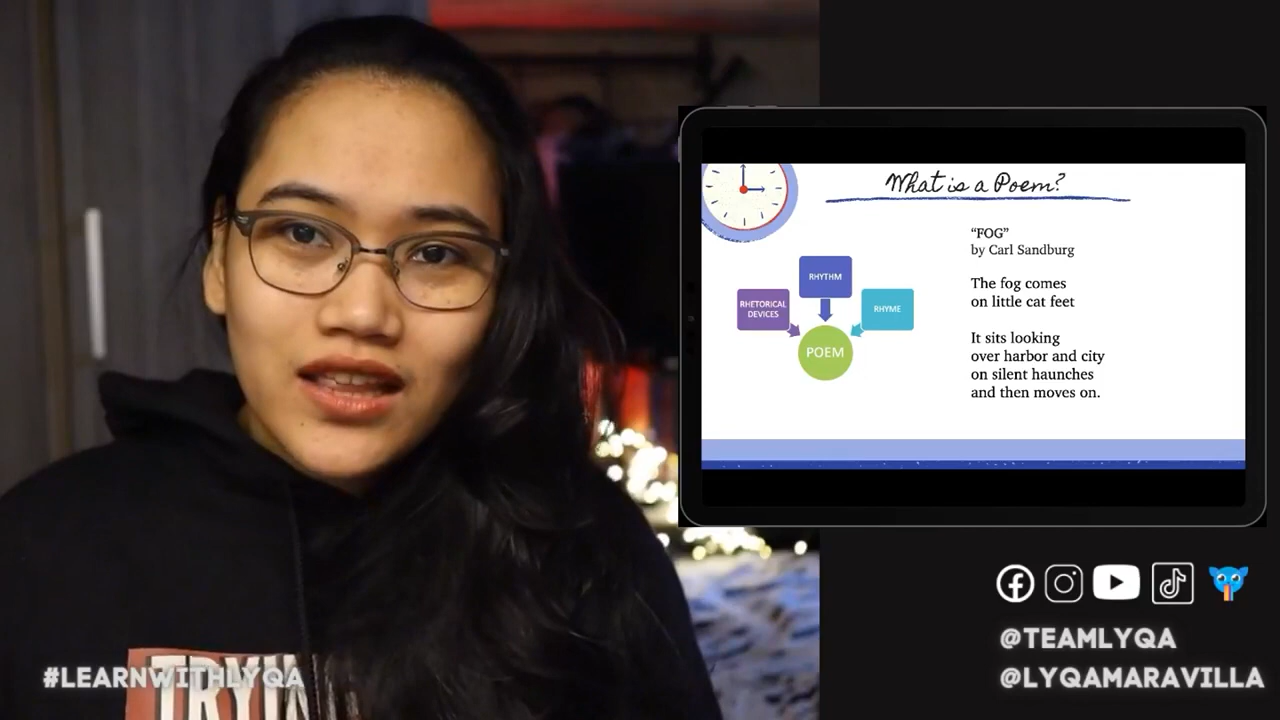 What is a Poem?
RHYTHM
RHETORICAL
DEVICES
RHYME
POEM
“FOG”
by Carl Sandburg
The fog comes
on little cat feet
It sits looking
over harbor and city
on silent haunches
and then moves on.
#LEARNWITHLYQA
@TEAMLYQA
@LYQAMARAVILLA